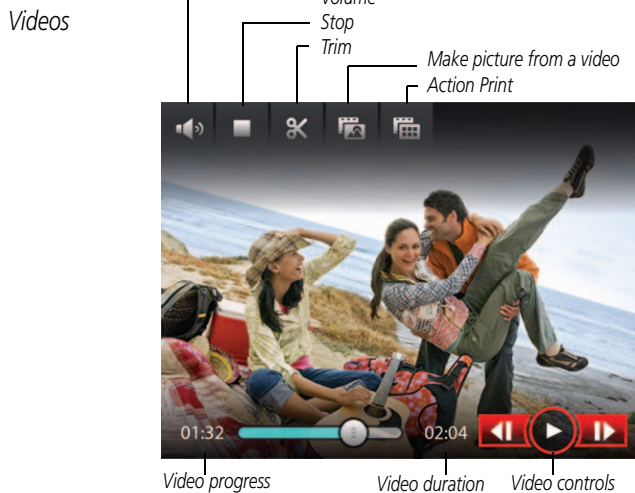 Volume
Videos
Stop
Trim
Make picture from a video
Action Print
01:32
02:04
Video progress
Video duration
Video controls